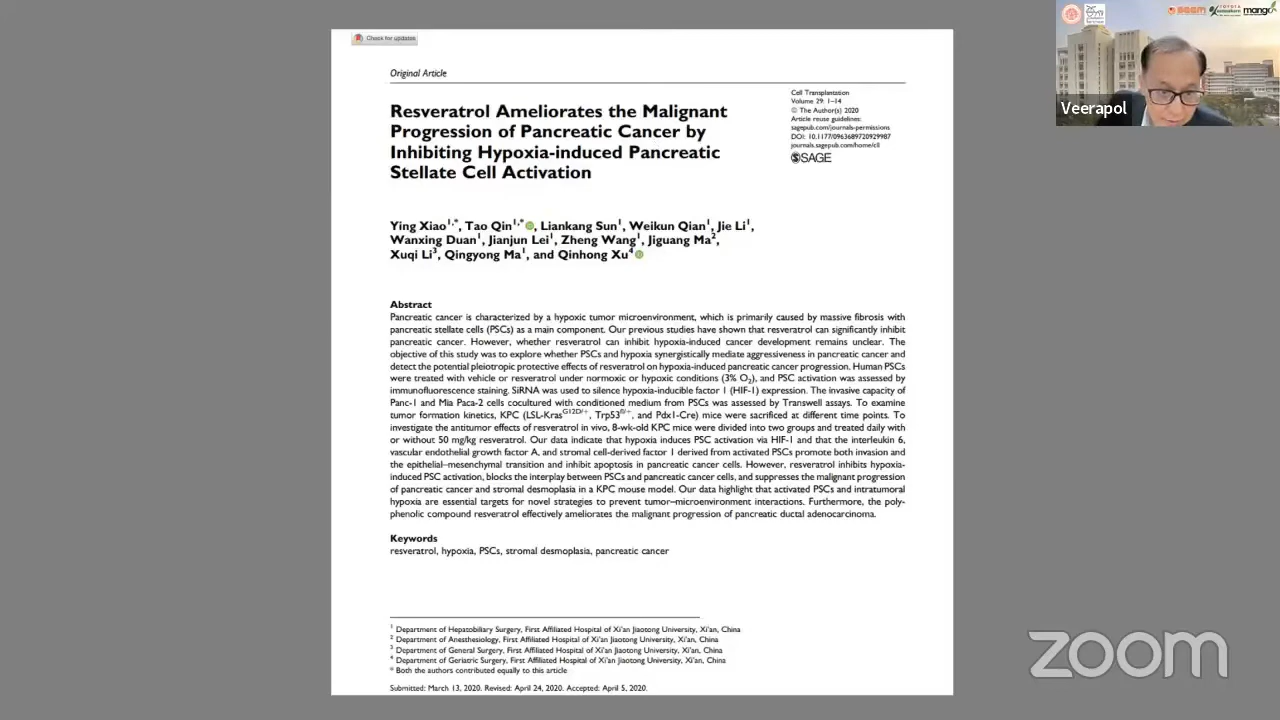 Check for updates
Original Article
Resveratrol Ameliorates the Malignant
Progression of Pancreatic Cancer by
Inhibiting Hypoxia-induced Pancreatic
Stellate Cell Activation
Cell Transplantation
Volume 29: 1–14
© The Author(s) 2020
Article reuse guidelines:
sagepub.com/journals-permissions
DOI: 10.1177/0963689720929987
journals.sagepub.com/home/cll
SAGE
Ying Xiao1,*, Tao Qin1,*, Liankang Sun1, Weikun Qian1, Jie Li1,
Wanxing Duan1, Jianjun Lei1, Zheng Wang1, Jiguang Ma2,
Xuqi Li3, Qingyong Ma1, and Qinhong Xu4
Abstract
Pancreatic cancer is characterized by a hypoxic tumor microenvironment, which is primarily caused by massive fibrosis with
pancreatic stellate cells (PSCs) as a main component. Our previous studies have shown that resveratrol can significantly inhibit
pancreatic cancer. However, whether resveratrol can inhibit hypoxia-induced cancer development remains unclear. The
objective of this study was to explore whether PSCs and hypoxia synergistically mediate aggressiveness in pancreatic cancer and
detect the potential pleiotropic protective effects of resveratrol on hypoxia-induced pancreatic cancer progression. Human PSCs
were treated with vehicle or resveratrol under normoxic or hypoxic conditions (3% O2), and PSC activation was assessed by
immunofluorescence staining. SiRNA was used to silence hypoxia-inducible factor 1 (HIF-1) expression. The invasive capacity of
Panc-1 and Mia Paca-2 cells cocultured with conditioned medium from PSCs was assessed by Transwell assays. To examine
tumor formation kinetics, KPC (LSL-KrasG12D/+, Trp53fl/+, and Pdx1-Cre) mice were sacrificed at different time points. To
investigate the antitumor effects of resveratrol in vivo, 8-wk-old KPC mice were divided into two groups and treated daily with
or without 50 mg/kg resveratrol. Our data indicate that hypoxia induces PSC activation via HIF-1 and that the interleukin 6,
vascular endothelial growth factor A, and stromal cell-derived factor 1 derived from activated PSCs promote both invasion and
the epithelial–mesenchymal transition and inhibit apoptosis in pancreatic cancer cells. However, resveratrol inhibits hypoxia-
induced PSC activation, blocks the interplay between PSCs and pancreatic cancer cells, and suppresses the malignant progression
of pancreatic cancer and stromal desmoplasia in a KPC mouse model. Our data highlight that activated PSCs and intratumoral
hypoxia are essential targets for novel strategies to prevent tumor–microenvironment interactions. Furthermore, the poly-
phenolic compound resveratrol effectively ameliorates the malignant progression of pancreatic ductal adenocarcinoma.
Keywords
resveratrol, hypoxia, PSCs, stromal desmoplasia, pancreatic cancer
1 Department of Hepatobiliary Surgery, First Affiliated Hospital of Xi'an Jiaotong University, Xi'an, China
2 Department of Anesthesiology, First Affiliated Hospital of Xi'an Jiaotong University, Xi'an, China
3 Department of General Surgery, First Affiliated Hospital of Xi'an Jiaotong University, Xi'an, China
4 Department of Geriatric Surgery, First Affiliated Hospital of Xi'an Jiaotong University, Xi'an, China
* Both the authors contributed equally to this article
Submitted: March 13, 2020. Revised: April 24, 2020. Accepted: April 5, 2020.
Veerapol
TOYOTA
mango
zoom